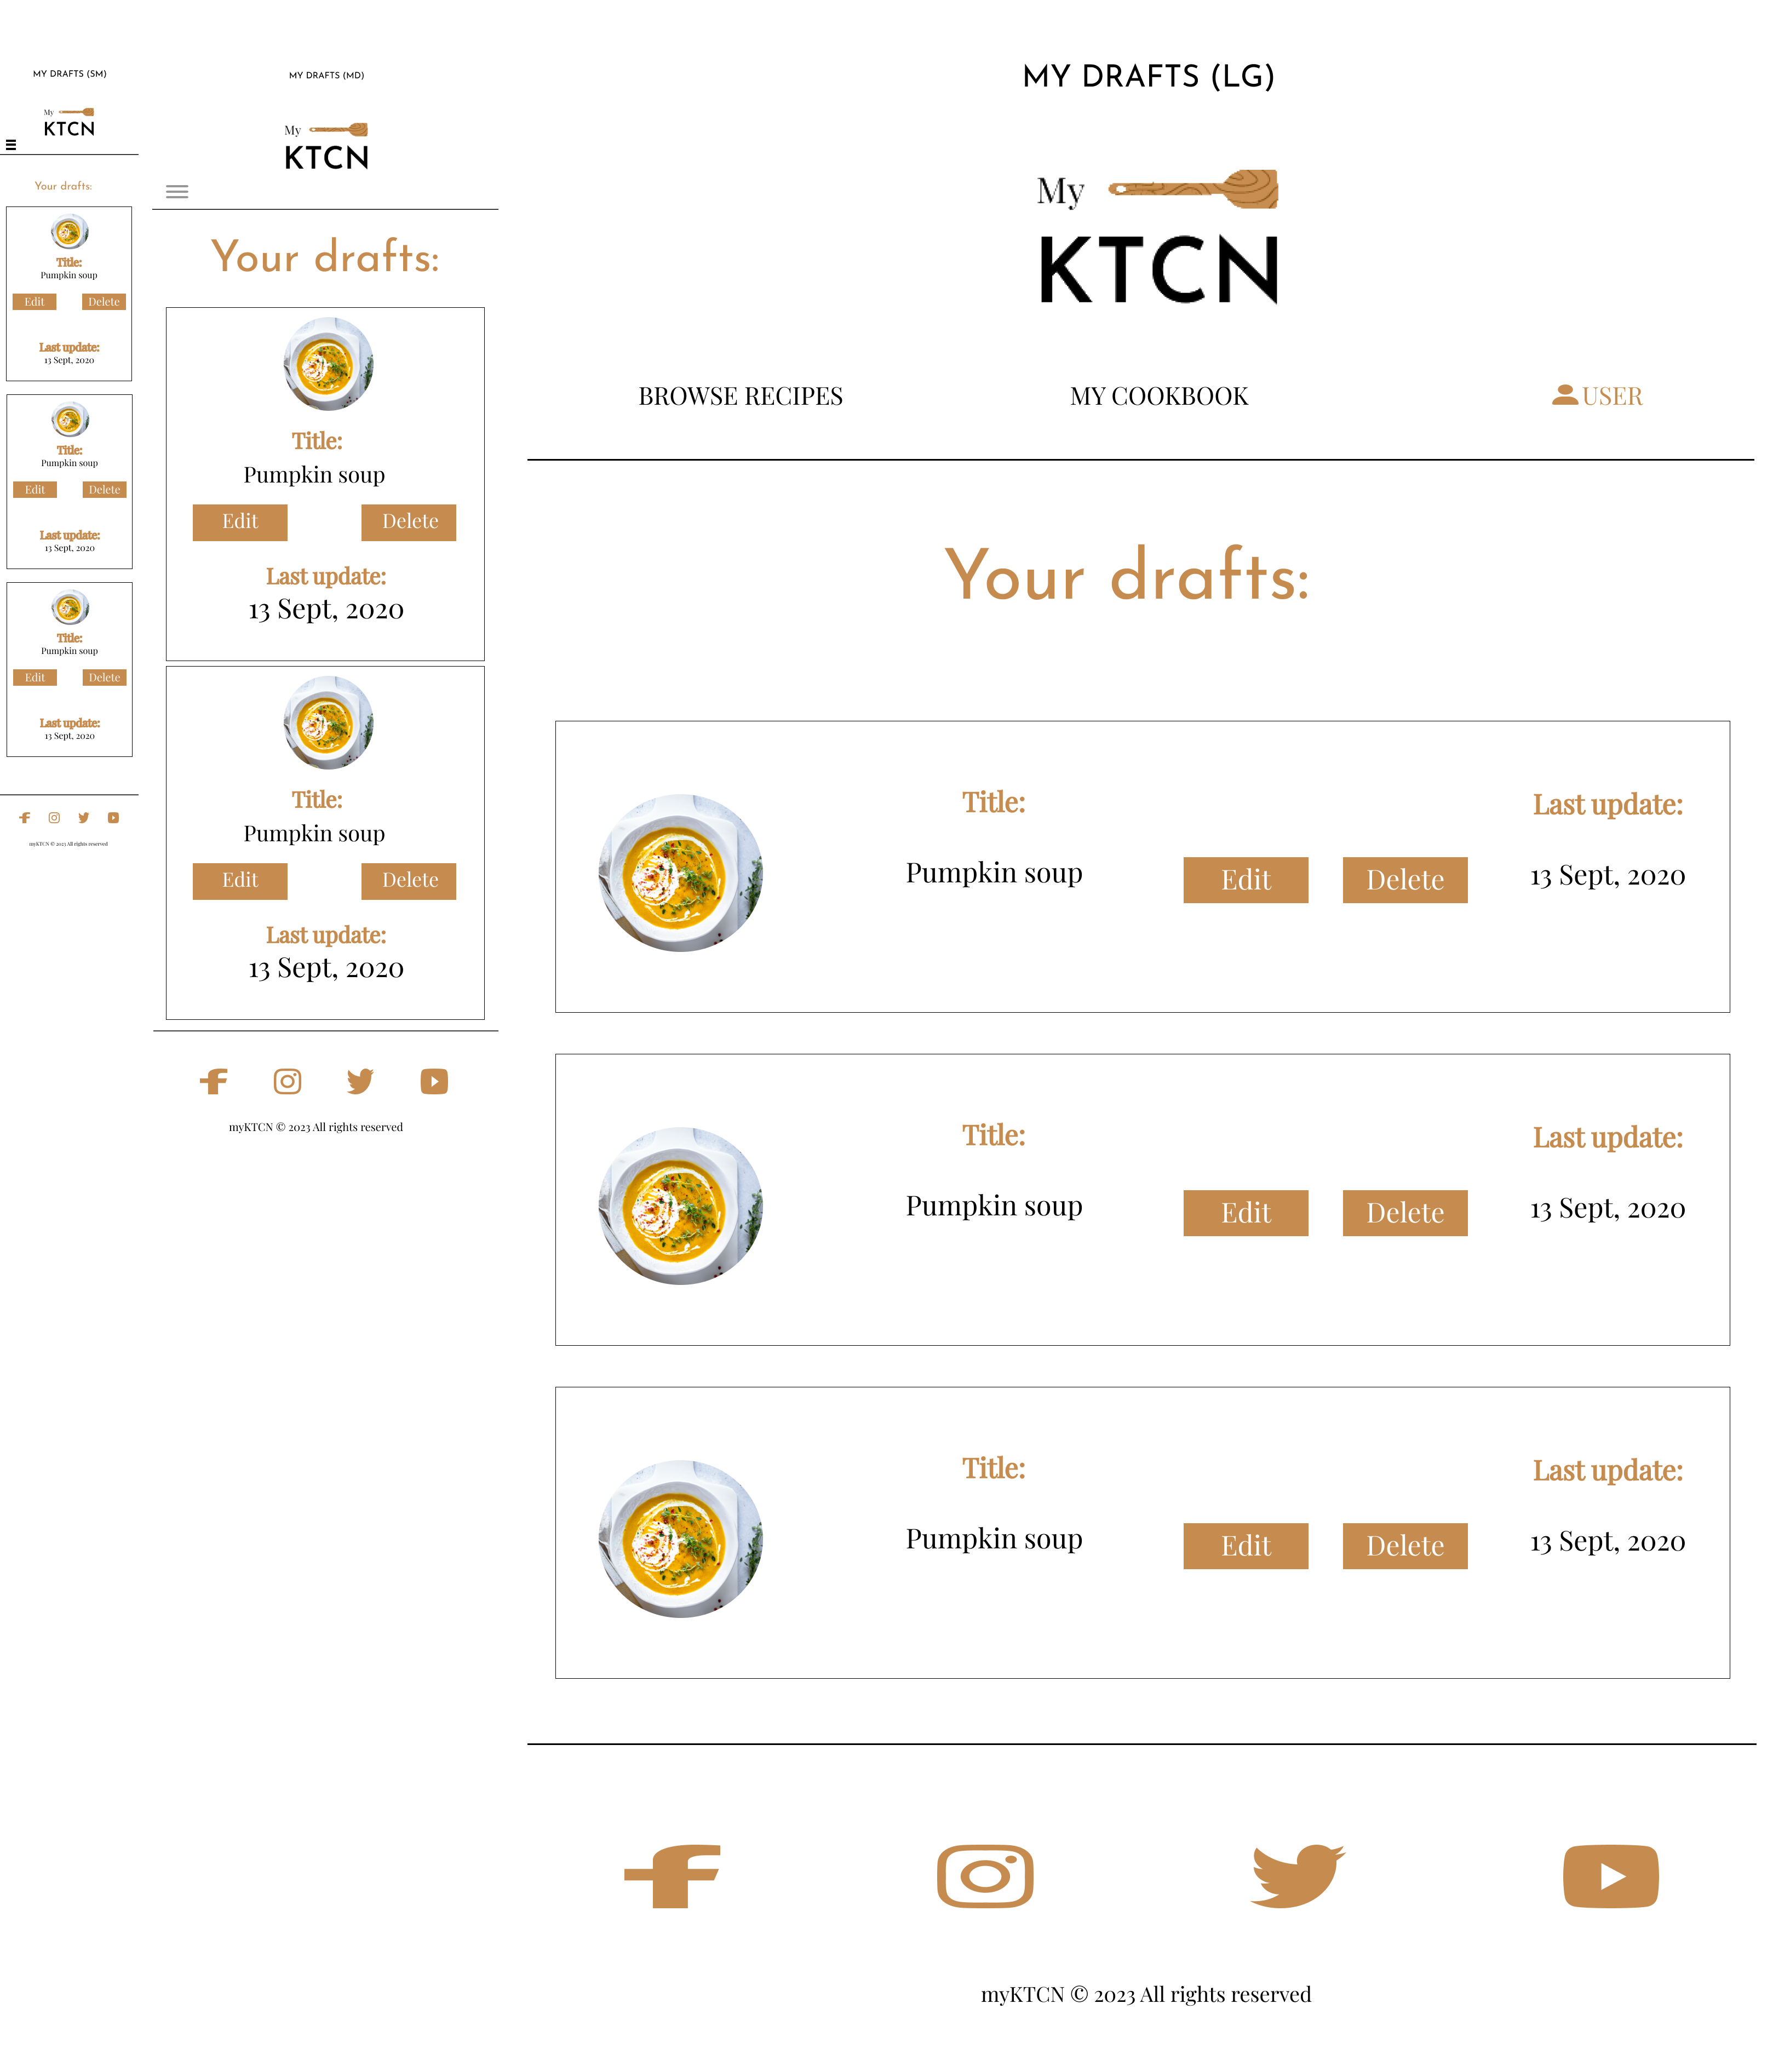 MY DRAFTS (SM)
My
KTCN
Your drafts:
Title:
Pumpkin soup
Edit
Delete
Last update:
13 Sept, 2020
Title:
Pumpkin soup
Edit
Delete
Last update:
13 Sept, 2020
Title:
Pumpkin soup
Edit
Delete
Last update:
13 Sept, 2020
myKTCN © 2023 All rights reserved
MY DRAFTS (MD)
My
KTCN
Your drafts:
Title:
Pumpkin soup
Edit
Delete
Last update:
13 Sept, 2020
Title:
Pumpkin soup
Edit
Delete
Last update:
13 Sept, 2020
myKTCN © 2023 All rights reserved
MY DRAFTS (LG)
My
KTCN
BROWSE RECIPES
MY COOKBOOK
USER
Your drafts:
Title:
Pumpkin soup
Edit
Delete
Last update:
13 Sept, 2020
Title:
Pumpkin soup
Edit
Delete
Last update:
13 Sept, 2020
Title:
Pumpkin soup
Edit
Delete
Last update:
13 Sept, 2020
myKTCN © 2023 All rights reserved